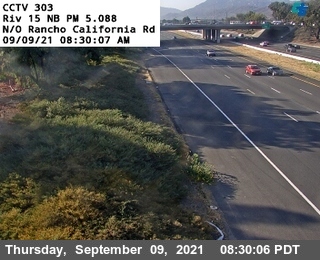 CCTV 303
Riv 15 NB PM 5.088
N/O Rancho California Rd
09/09/21 08:30:07 AM
Thursday, September 09, 2021 08:30:06 PDT